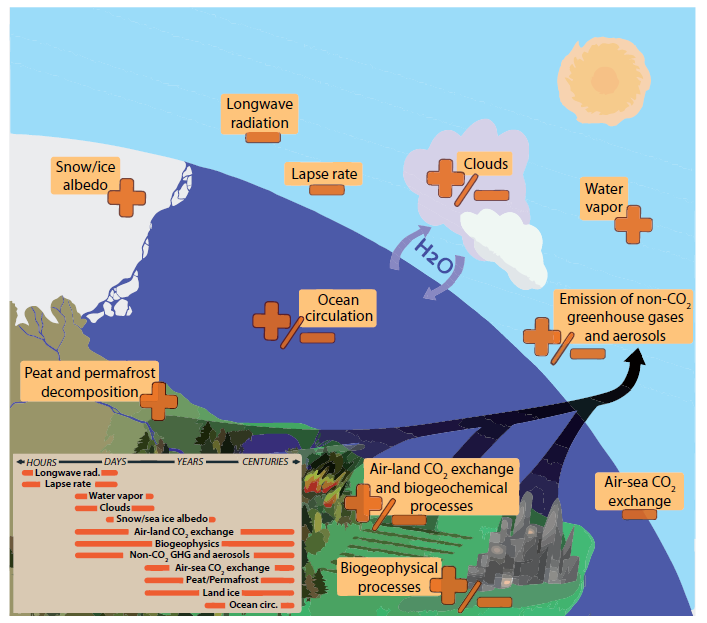 Longwave
radiation
Snow/ice
albedo
Lapse rate
Clouds
Water
vapor
H2O
Ocean
circulation
Emission of non-CO₂
greenhouse gases
and aerosols
Peat and permafrost
decomposition
Air-land CO₂ exchange
and biogeochemical
processes
Air-sea CO₂
exchange
Biogeophysical
processes
HOURS DAYS YEARS CENTURIES
Longwave rad.
Lapse rate
Water vapor
Clouds
Snow/sea ice albedo
Air-land CO₂ exchange
Biogeophysics
Non-CO₂ GHG and aerosols
Air-sea CO₂ exchange
Peat/Permafrost
Land ice
Ocean circ.